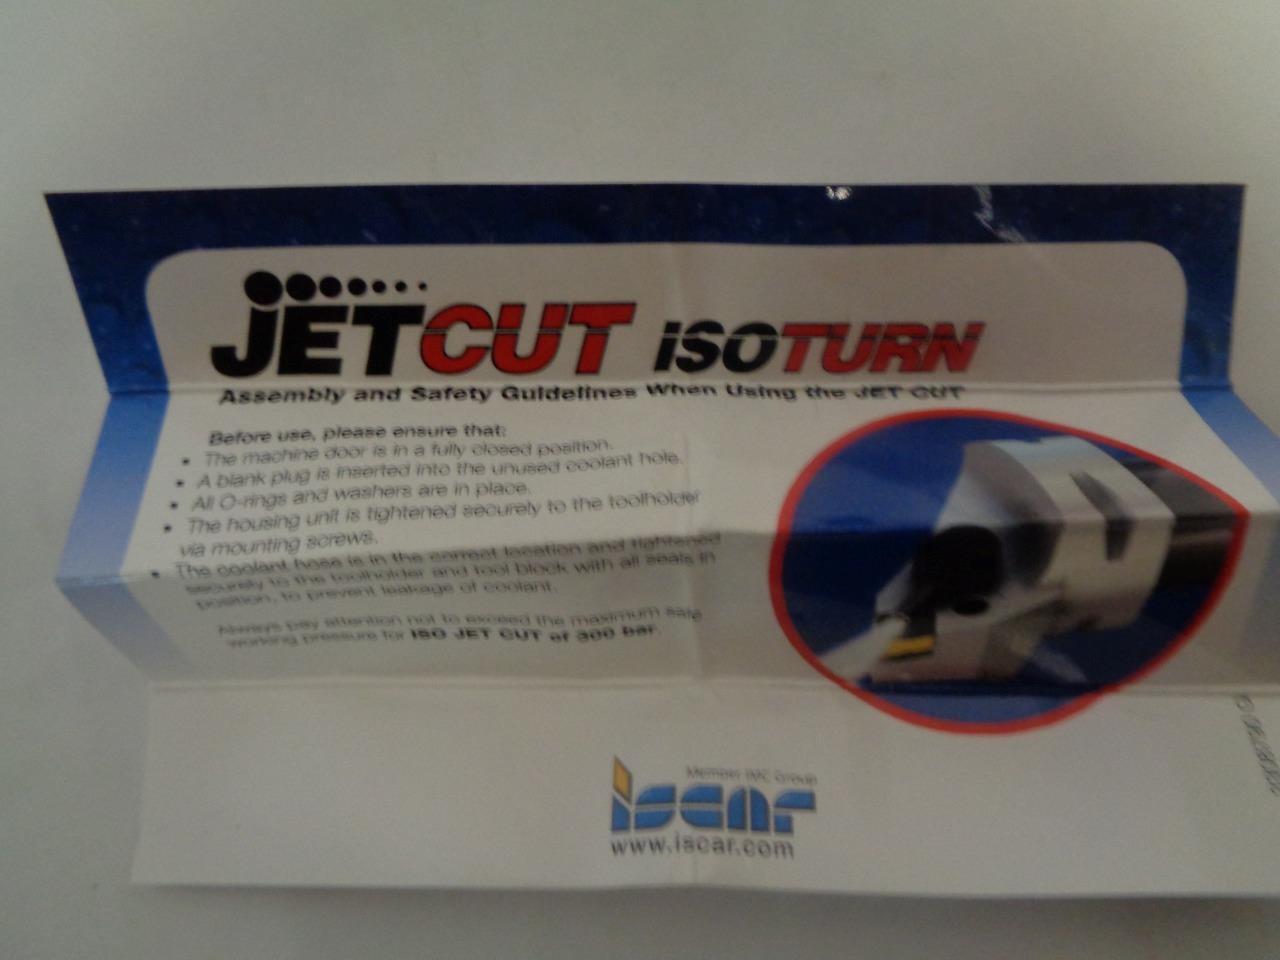 JETCUT ISOTURN
Assembly and Safety Guidelines When Using the JET CUT
Before use, please ensure that:
• The machine door is in a fully closed position.
• A blank plug is inserted into the unused coolant hole.
• All O-rings and washers are in place.
• The housing unit is tightened securely to the toolholder
via mounting screws.
• The coolant hose is in the correct location and tightened
securely to the toolholder and tool block with all seals in
position, to prevent leakage of coolant.
Always pay attention not to exceed the maximum safe
working pressure for ISO JET CUT of 300 bar.
Member IMC Group
iscar
www.iscar.com